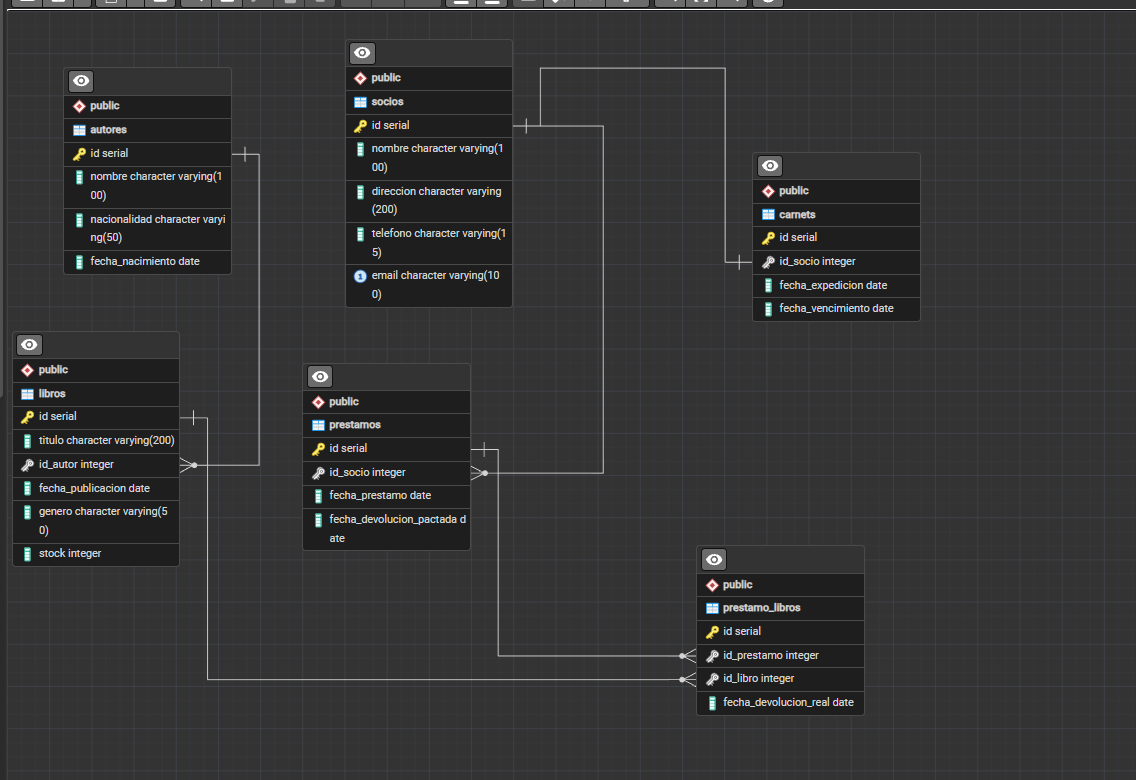 public
autores
id serial
nombre character varying(1
00)
nacionalidad character varyi
ng(50)
fecha_nacimiento date
public
socios
id serial
nombre character varying(1
00)
direccion character varying
(200)
telefono character varying(1
5)
1
email character varying(10
0)
public
carnets
id serial
id_socio integer
fecha_expedicion date
fecha_vencimiento date
public
libros
id serial
titulo character varying(200)
id_autor integer
fecha_publicacion date
genero character varying(5
0)
stock integer
public
prestamos
id serial
id_socio integer
fecha_prestamo date
fecha_devolucion_pactada d
ate
public
prestamo_libros
id serial
id_prestamo integer
id_libro integer
fecha_devolucion_real date